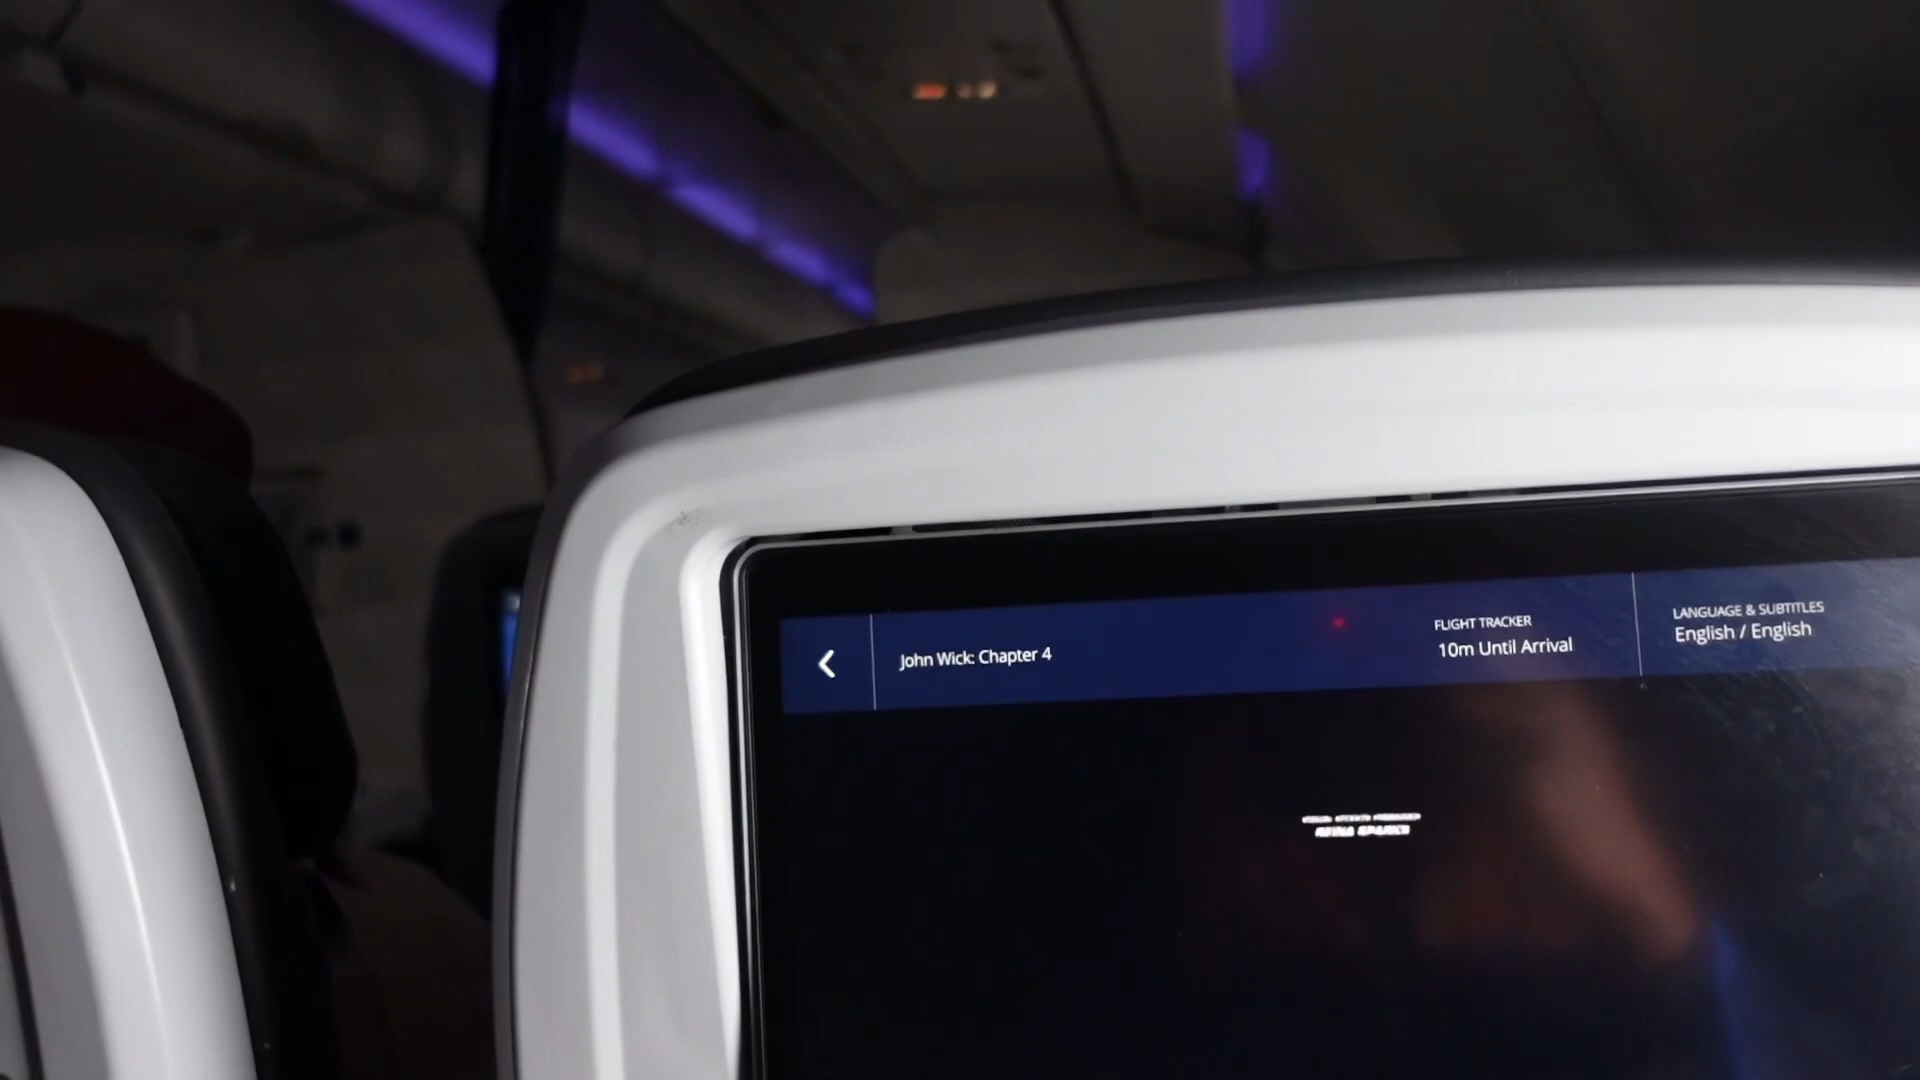 John Wick: Chapter 4
FLIGHT TRACKER
10m Until Arrival
LANGUAGE & SUBTITLES
English / English